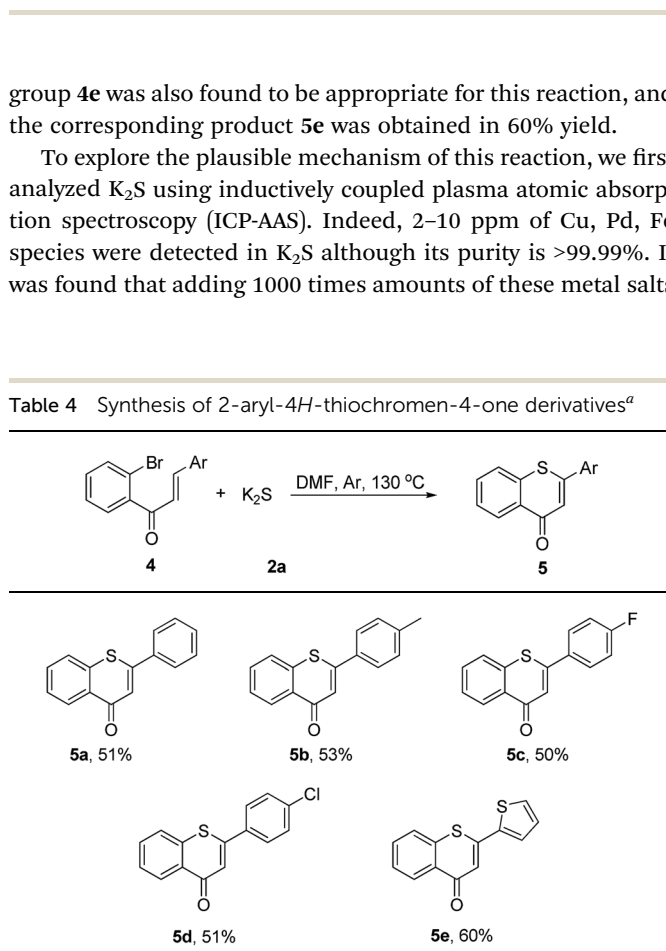 group 4e was also found to be appropriate for this reaction, and
the corresponding product 5e was obtained in 60% yield.
To explore the plausible mechanism of this reaction, we firs
analyzed K₂S using inductively coupled plasma atomic absorp
tion spectroscopy (ICP-AAS). Indeed, 2–10 ppm of Cu, Pd, Fe
species were detected in K₂S although its purity is >99.99%. I
was found that adding 1000 times amounts of these metal salts
Table 4 Synthesis of 2-aryl-4H-thiochromen-4-one derivativesᵃ
Br Ar
O
+ K₂S
DMF, Ar, 130 °C
S Ar
O
4 2a 5
S
O
S
O
S F
O
5a, 51% 5b, 53% 5c, 50%
S Cl
O
S S
O
5d, 51% 5e, 60%